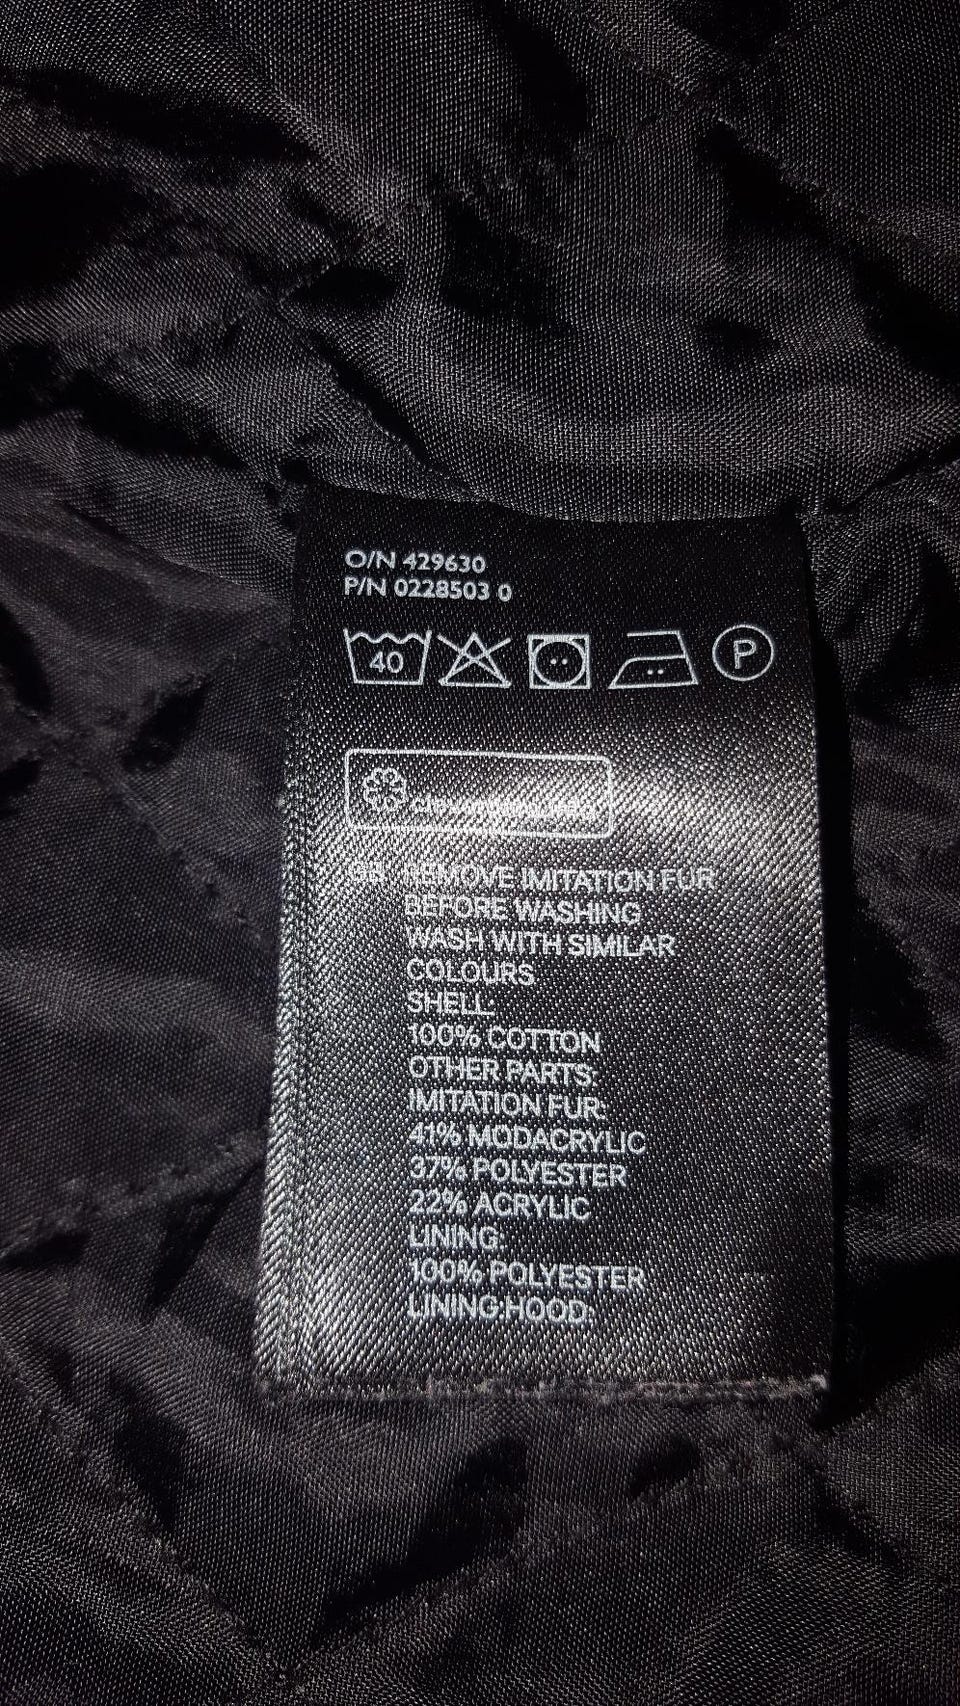 O/N 429630
P/N 0228503 0
40
P
GB REMOVE IMITATION FUR
BEFORE WASHING
WASH WITH SIMILAR
COLOURS
SHELL:
100% COTTON
OTHER PARTS:
IMITATION FUR:
41% MODACRYLIC
37% POLYESTER
22% ACRYLIC
LINING:
100% POLYESTER
LINING HOOD: